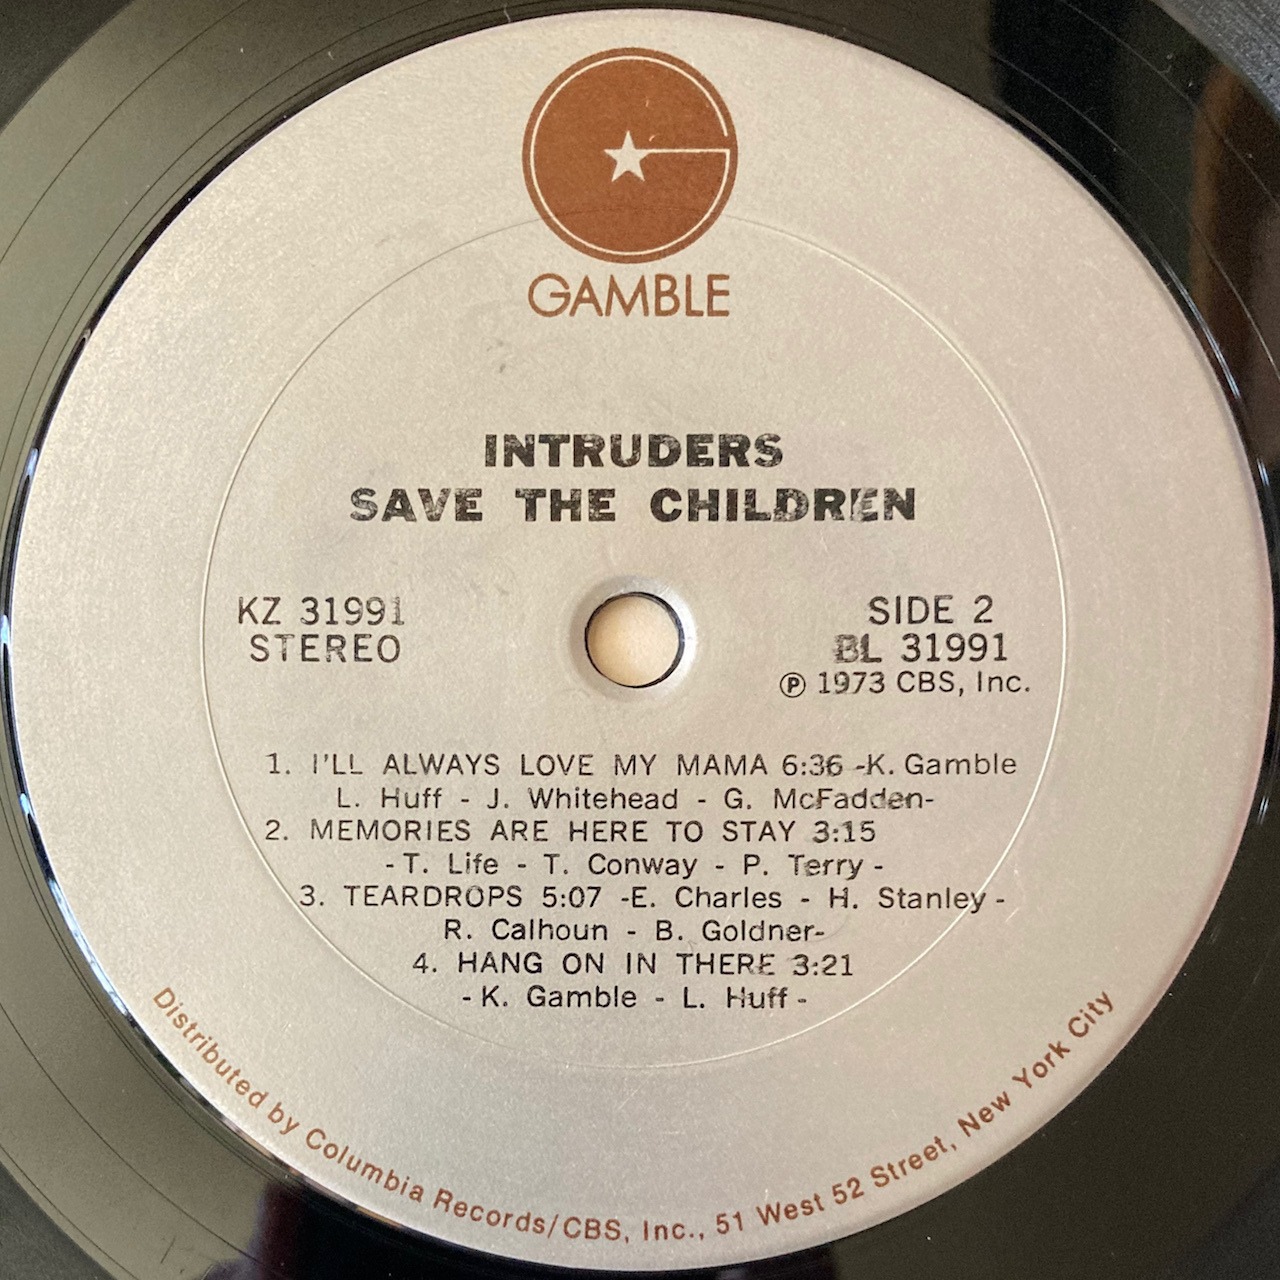 GAMBLE
INTRUDERS
SAVE THE CHILDREN
KZ 31991
STEREO
SIDE 2
BL 31991
℗ 1973 CBS, Inc.
1. I'LL ALWAYS LOVE MY MAMA 6:36 -K. Gamble
L. Huff - J. Whitehead - G. McFadden-
2. MEMORIES ARE HERE TO STAY 3:15
- T. Life - T. Conway - P. Terry -
3. TEARDROPS 5:07 -E. Charles - H. Stanley -
R. Calhoun - B. Goldner-
4. HANG ON IN THERE 3:21
- K. Gamble - L. Huff -
Distributed by Columbia Records/CBS, Inc., 51 West 52 Street, New York City